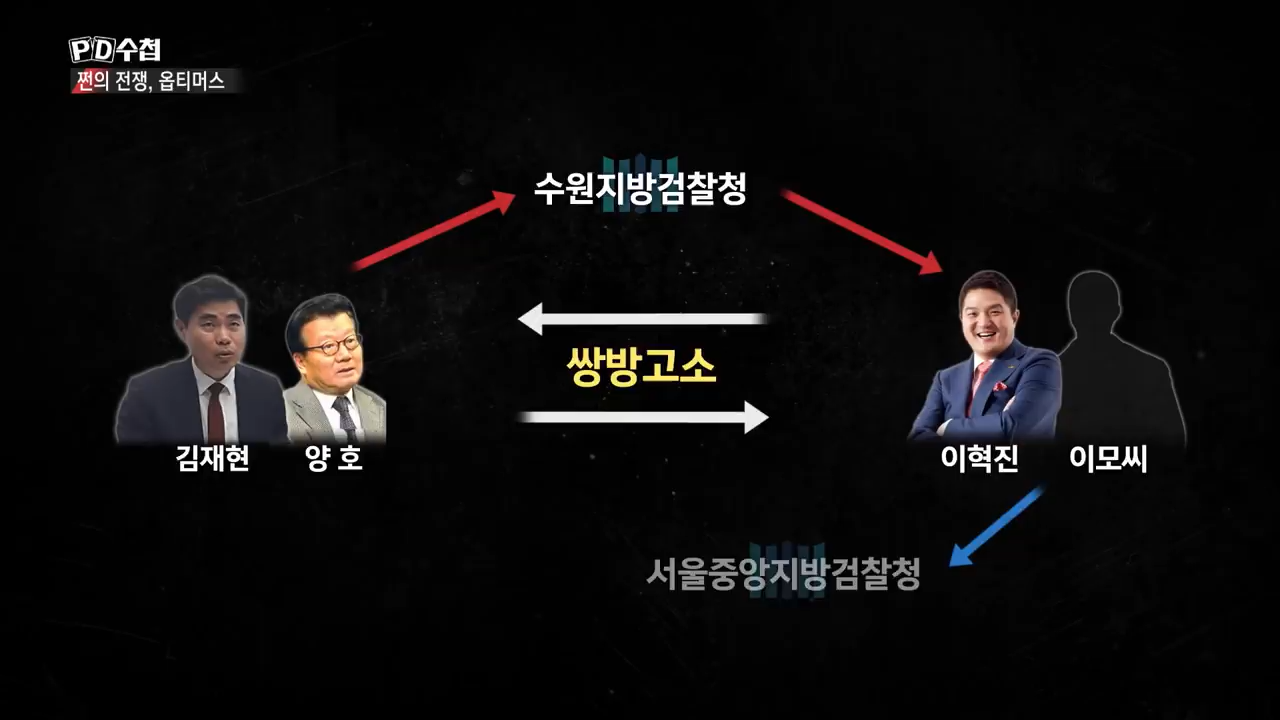 PD수첩
쩐의 전쟁, 옵티머스
수원지방검찰청
쌍방고소
김재현
양 호
이혁진
이모씨
서울중앙지방검찰청